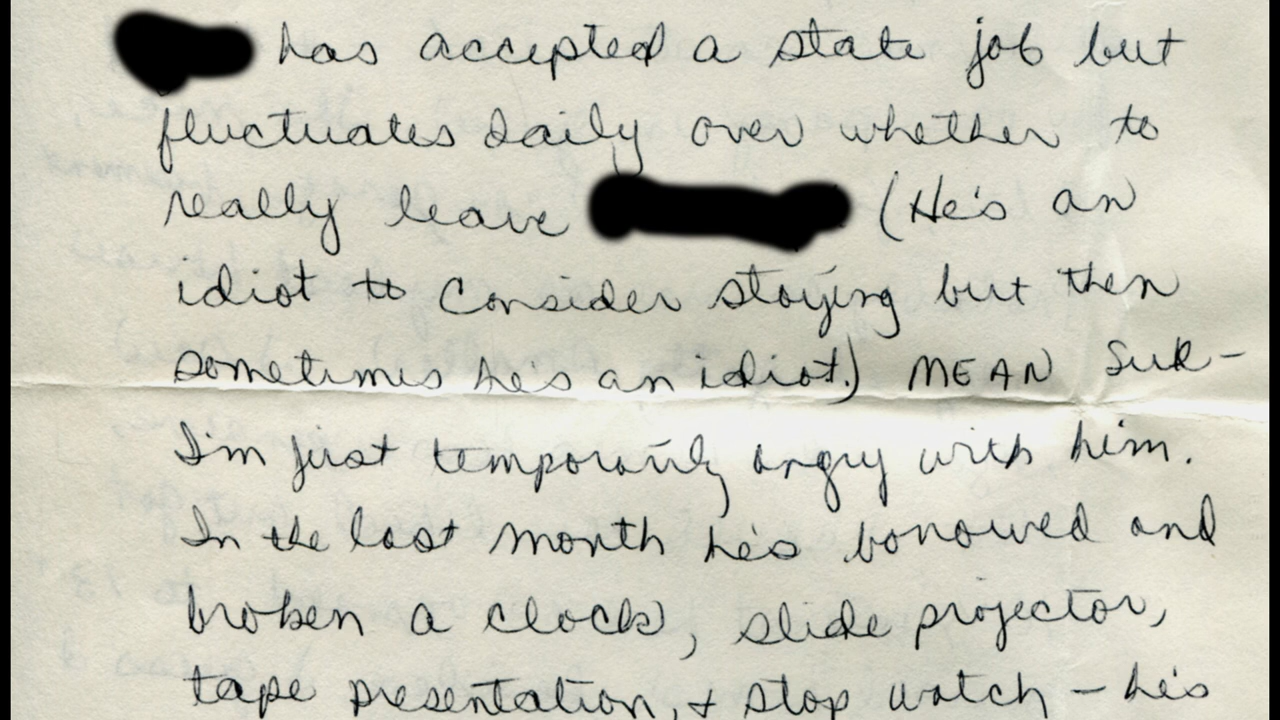 has accepted a state job but
fluctuates daily over whether to
really leave (He's an
idiot to consider staying but then
sometimes he's an idiot.) MEAN SUR-
I'm just temporarily angry with him.
In the last month he's borrowed and
broken a clock, slide projector,
tape presentation, & stop watch – he's